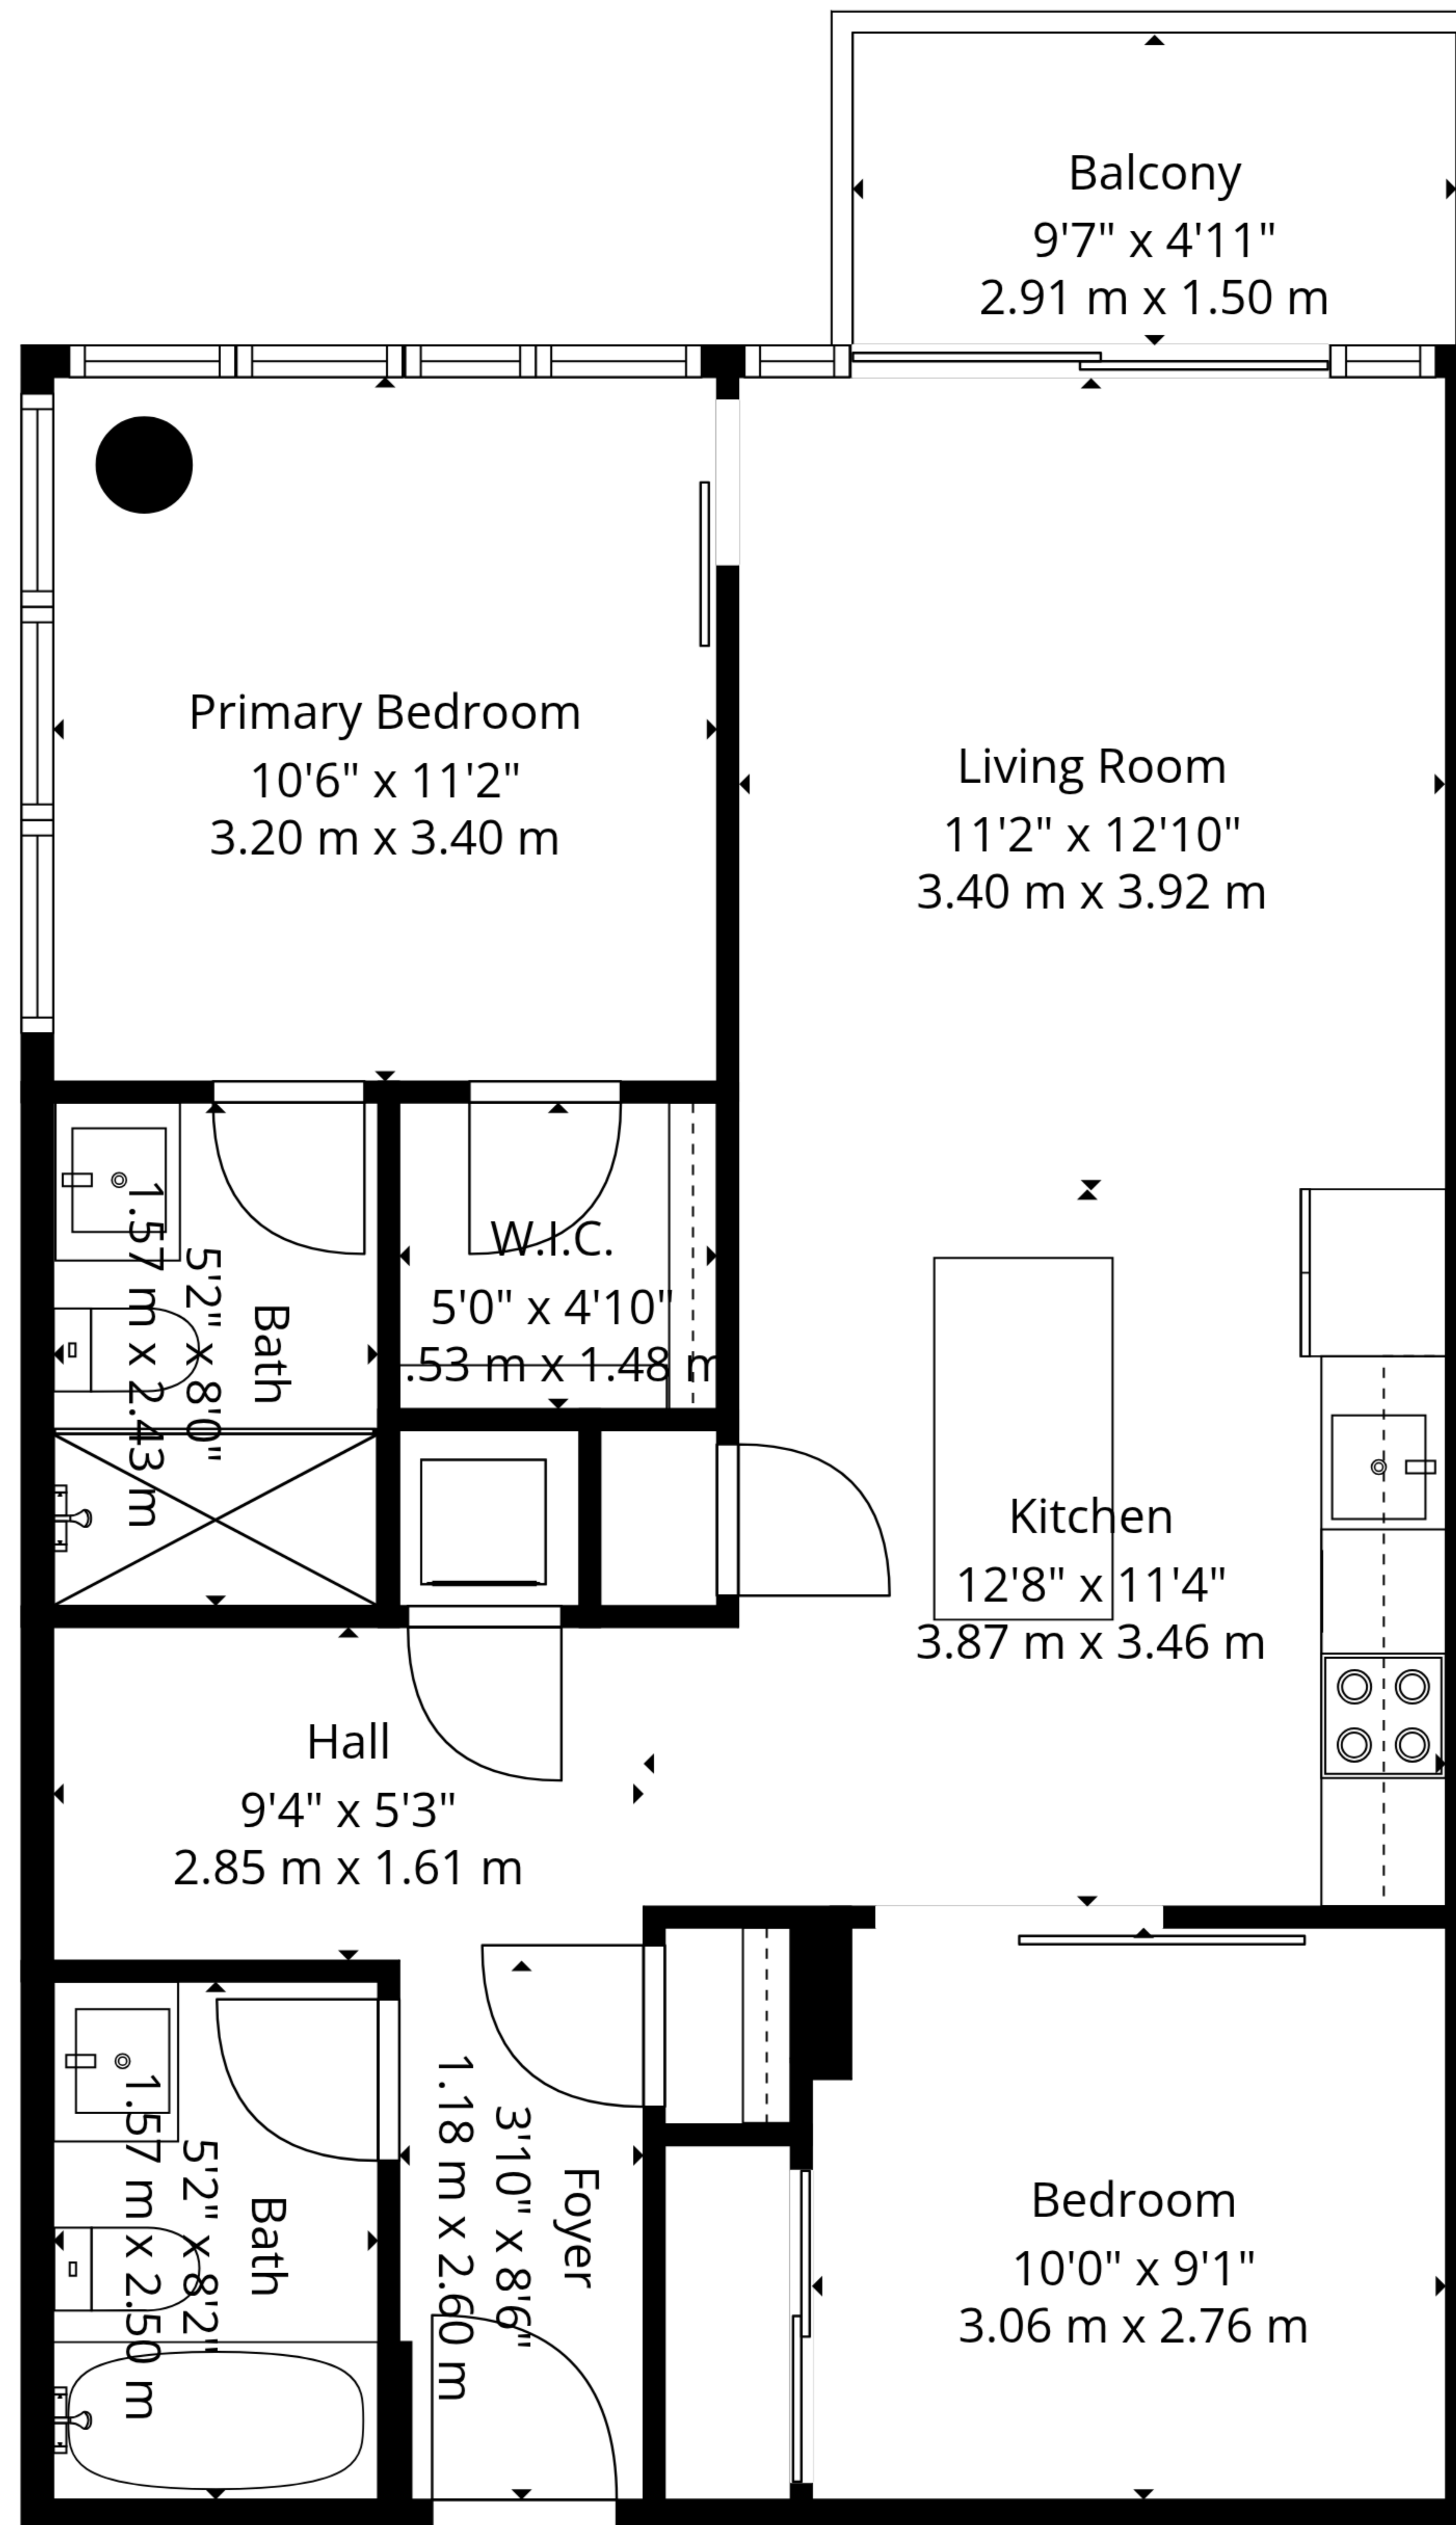 Balcony
9'7" x 4'11"
2.91 m x 1.50 m
Primary Bedroom
10'6" x 11'2"
3.20 m x 3.40 m
Living Room
11'2" x 12'10"
3.40 m x 3.92 m
Bath
5'2" x 8'0"
1.57 m x 2.43 m
W.I.C.
5'0" x 4'10"
.53 m x 1.48 m
Kitchen
12'8" x 11'4"
3.87 m x 3.46 m
Hall
9'4" x 5'3"
2.85 m x 1.61 m
Bath
5'2" x 8'2"
1.57 m x 2.50 m
Foyer
3'10" x 8'6"
1.18 m x 2.60 m
Bedroom
10'0" x 9'1"
3.06 m x 2.76 m